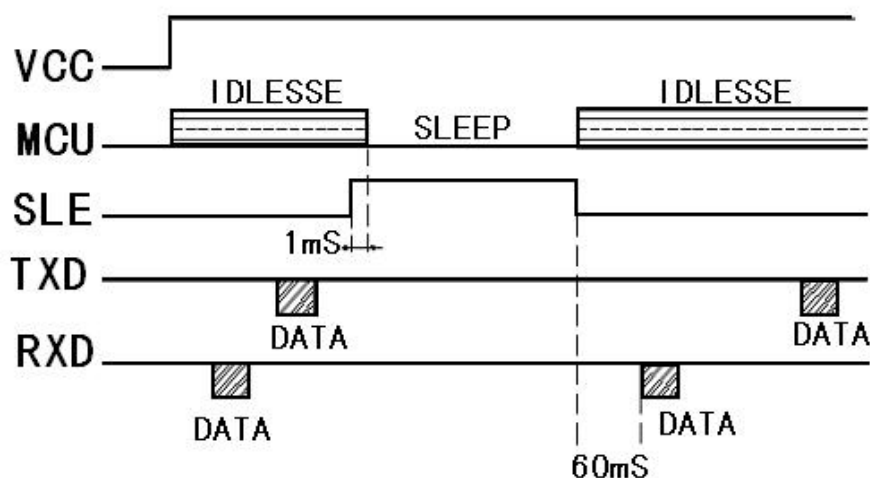 VCC
IDLESSE IDLESSE
MCU SLEEP
SLE
1mS
TXD
DATA DATA
RXD
DATA DATA
60mS